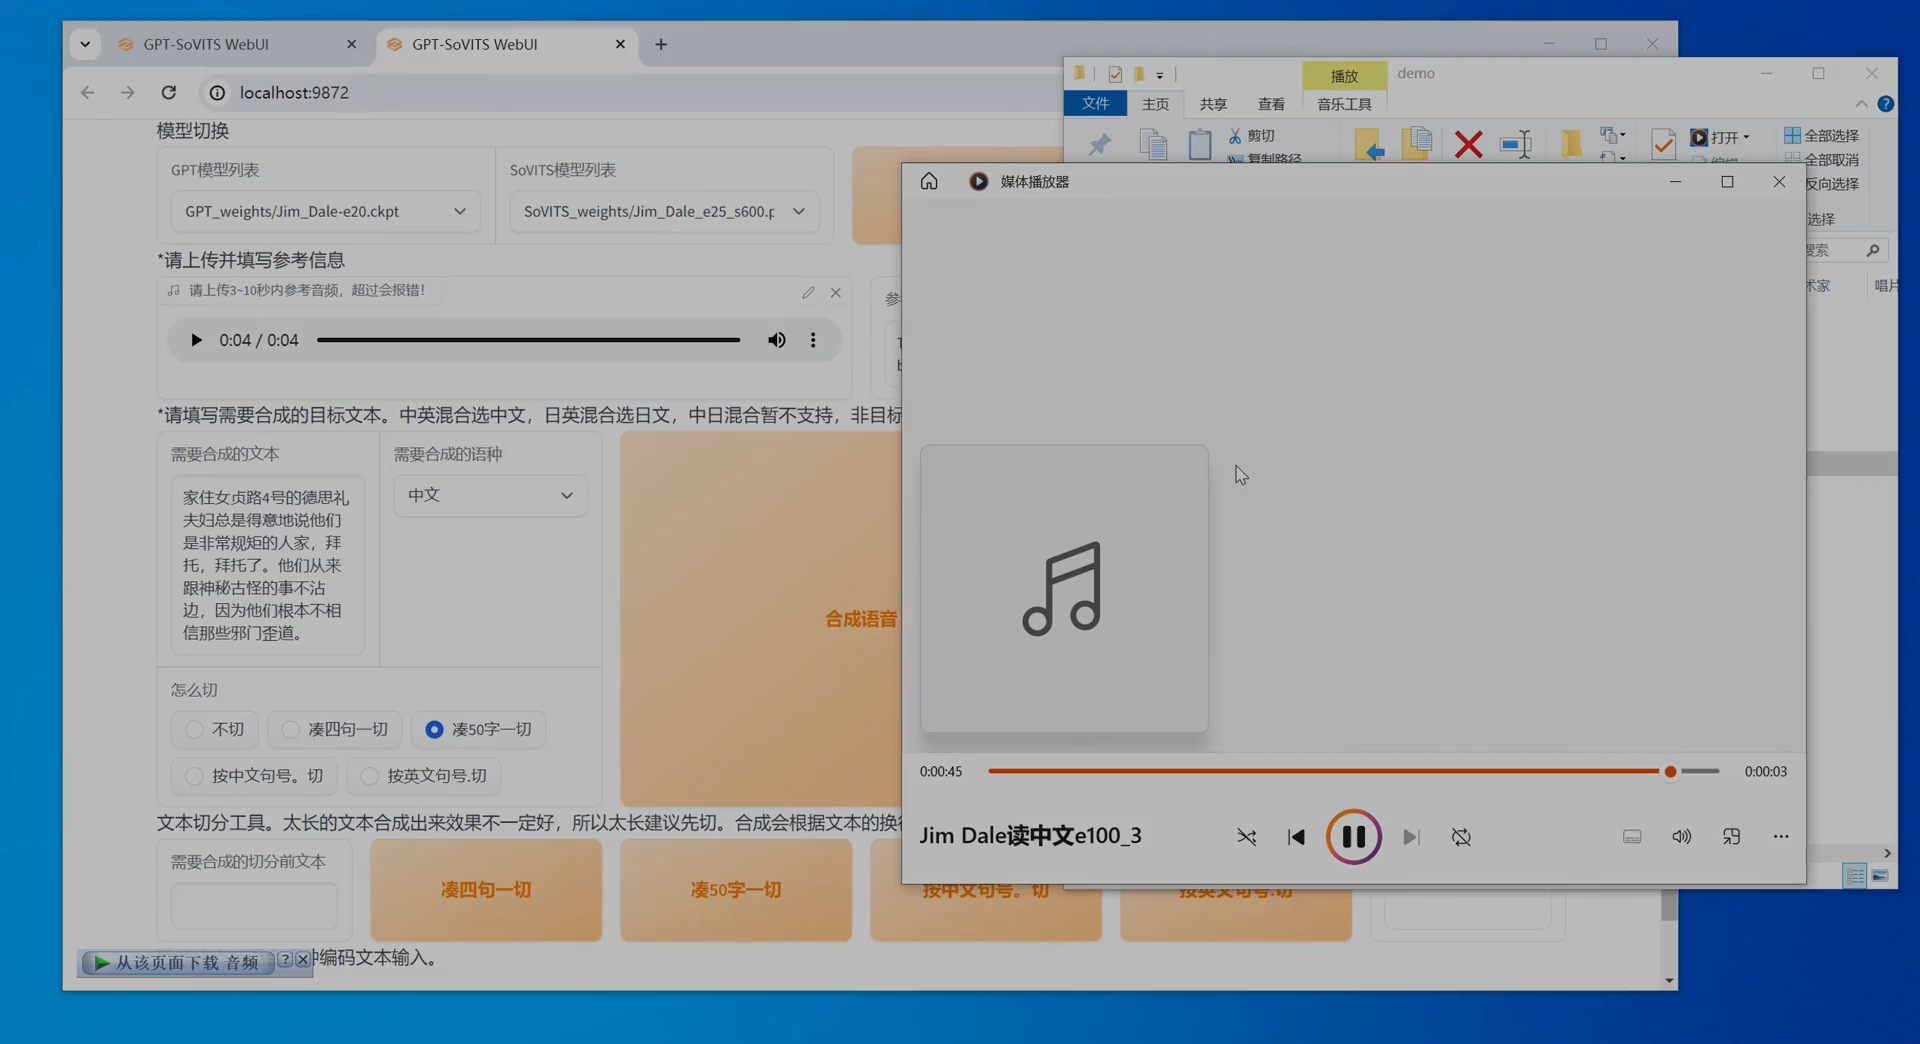 GPT-SoVITS WebUI
GPT-SoVITS WebUI
localhost:9872
模型切换
GPT模型列表
SoVITS模型列表
GPT_weights/Jim_Dale-e20.ckpt
SoVITS_weights/Jim_Dale_e25_s600.p
*请上传并填写参考信息
请上传3~10秒内参考音频，超过会报错！
0:04 / 0:04
*请填写需要合成的目标文本。中英混合选中文，日英混合选日文，中日混合暂不支持，非目标
需要合成的文本
需要合成的语种
家住女贞路4号的德思礼
夫妇总是得意地说他们
是非常规矩的人家，拜
托，拜托了。他们从来
跟神秘古怪的事不沾
边，因为他们根本不相
信那些邪门歪道。
中文
合成语音
怎么切
不切
凑四句一切
凑50字一切
按中文句号。切
按英文句号.切
文本切分工具。太长的文本合成出来效果不一定好，所以太长建议先切。合成会根据文本的换
需要合成的切分前文本
凑四句一切
凑50字一切
按中文句号。切
按英文句号.切
从该页面下载 音频
编码文本输入。
播放
demo
文件
主页
共享
查看
音乐工具
剪切
复制路径
打开
编辑
全部选择
全部取消
反向选择
选择
搜索
术家
唱片
媒体播放器
0:00:45
0:00:03
Jim Dale读中文e100_3